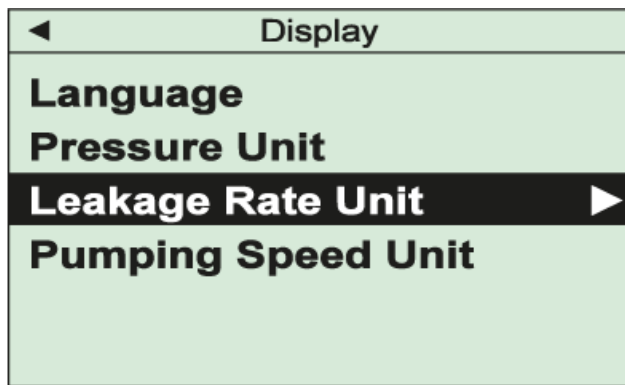 Display
Language
Pressure Unit
Leakage Rate Unit
Pumping Speed Unit